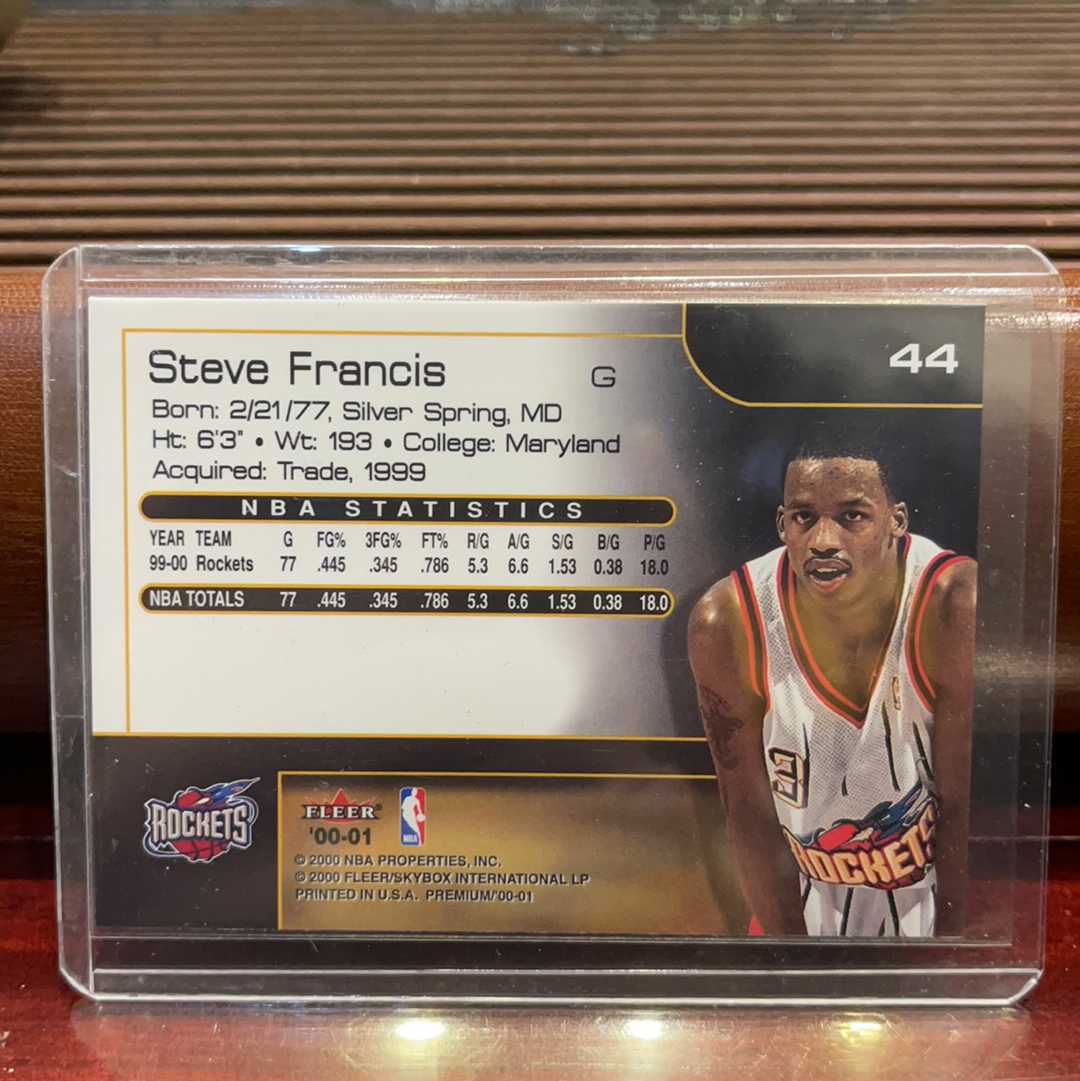 44
Steve Francis G
Born: 2/21/77, Silver Spring, MD
Ht: 6'3" • Wt: 193 • College: Maryland
Acquired: Trade, 1999
NBA STATISTICS
YEAR TEAM G FG% 3FG% FT% R/G A/G S/G B/G P/G
99-00 Rockets 77 .445 .345 .786 5.3 6.6 1.53 0.38 18.0
NBA TOTALS 77 .445 .345 .786 5.3 6.6 1.53 0.38 18.0
3
ROCKETS
ROCKETS
FLEER
'00-01
NBA
© 2000 NBA PROPERTIES, INC.
© 2000 FLEER/SKYBOX INTERNATIONAL LP
PRINTED IN U.S.A. PREMIUM/'00-01